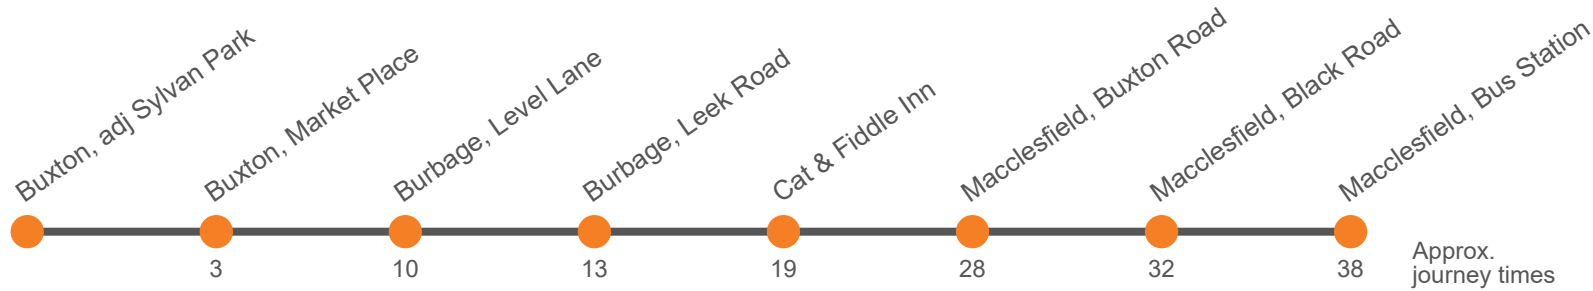 Buxton, adj Sylvan Park
Buxton, Market Place
Burbage, Level Lane
Burbage, Leek Road
Cat & Fiddle Inn
Macclesfield, Buxton Road
Macclesfield, Black Road
Macclesfield, Bus Station
3
10
13
19
28
32
38
Approx.
journey times